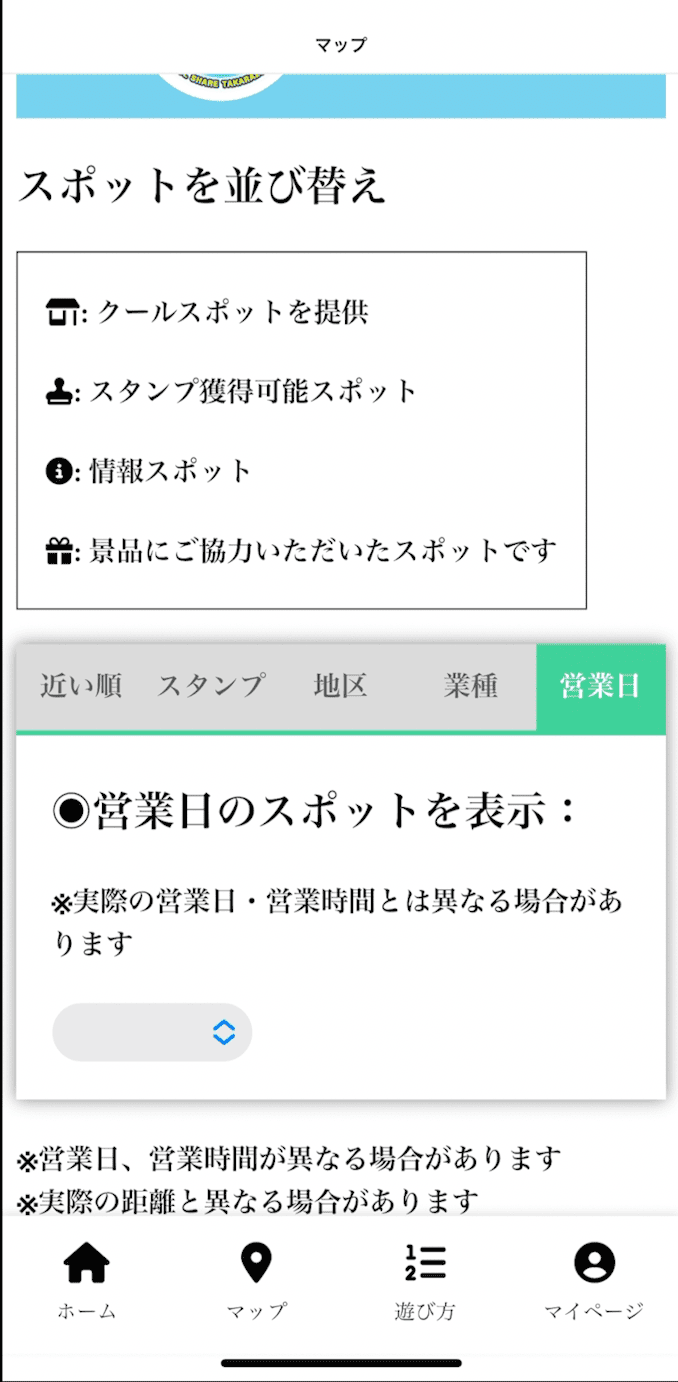 マップ
SHARE TAKARA
スポットを並び替え
: クールスポットを提供
: スタンプ獲得可能スポット
: 情報スポット
: 景品にご協力いただいたスポットです
近い順 スタンプ 地区 業種 営業日
◉営業日のスポットを表示：
※実際の営業日・営業時間とは異なる場合があ
ります
※営業日、営業時間が異なる場合があります
※実際の距離と異なる場合があります
ホーム マップ 遊び方 マイページ